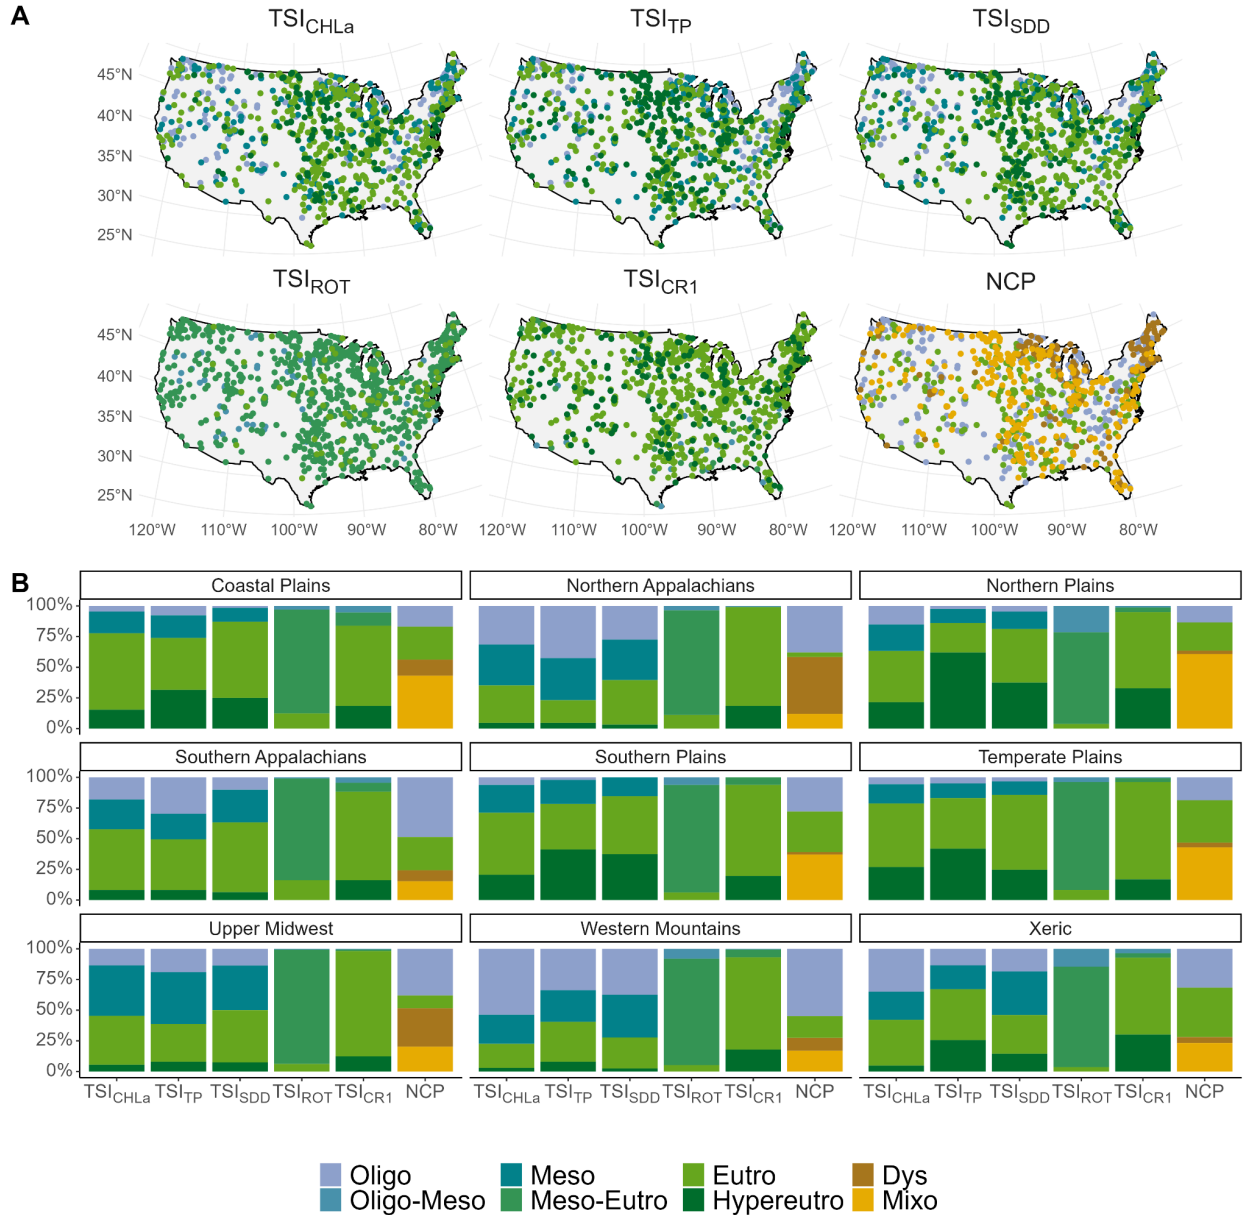 A
TSICHLa TSITP TSISDD
45°N
40°N
35°N
30°N
25°N
TSIROT TSICR1 NCP
45°N
40°N
35°N
30°N
25°N
120°W 110°W 100°W 90°W 80°W 120°W 110°W 100°W 90°W 80°W 120°W 110°W 100°W 90°W 80°W
B
Coastal Plains Northern Appalachians Northern Plains
100%
75%
50%
25%
0%
Southern Appalachians Southern Plains Temperate Plains
100%
75%
50%
25%
0%
Upper Midwest Western Mountains Xeric
100%
75%
50%
25%
0%
TSICHLa TSITP TSISDD TSIROT TSICR1 NCP TSICHLa TSITP TSISDD TSIROT TSICR1 NCP TSICHLa TSITP TSISDD TSIROT TSICR1 NCP
Oligo Meso Eutro Dys
Oligo-Meso Meso-Eutro Hypereutro Mixo